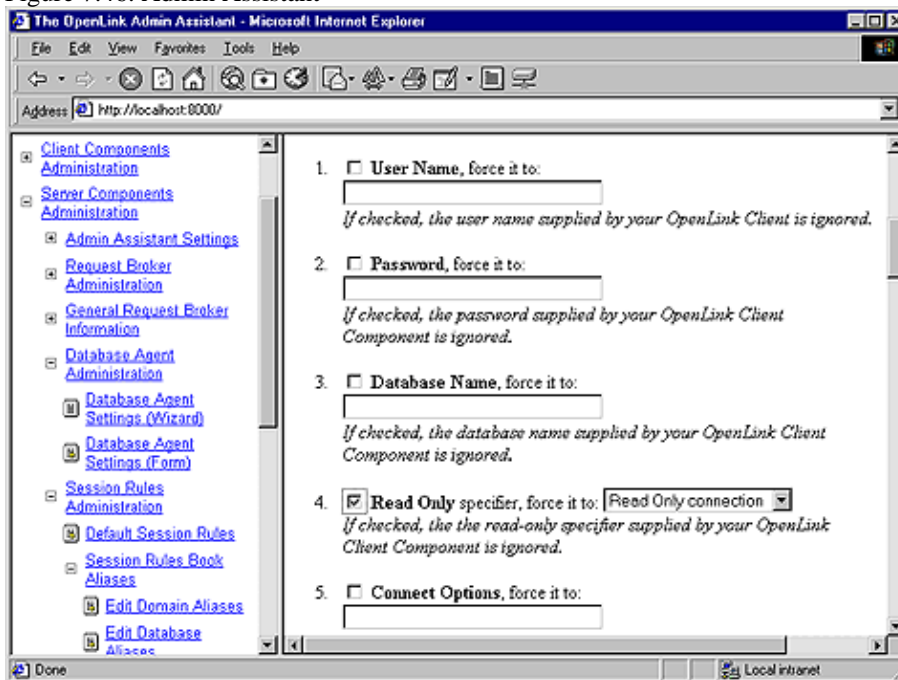 Figure 7.48. Admin Assistant
The OpenLink Admin Assistant - Microsoft Internet Explorer
File Edit View Favorites Tools Help
Address http://localhost:8000/
Client Components
Administration
Server Components
Administration
Admin Assistant Settings
Request Broker
Administration
General Request Broker
Information
Database Agent
Administration
Database Agent
Settings (Wizard)
Database Agent
Settings (Form)
Session Rules
Administration
Default Session Rules
Session Rules Book
Aliases
Edit Domain Aliases
Edit Database
Aliases
1. User Name, force it to:
If checked, the user name supplied by your OpenLink Client is ignored.
2. Password, force it to:
If checked, the password supplied by your OpenLink Client
Component is ignored.
3. Database Name, force it to:
If checked, the database name supplied by your OpenLink Client
Component is ignored.
4. Read Only specifier, force it to: Read Only connection
If checked, the the read-only specifier supplied by your OpenLink
Client Component is ignored.
5. Connect Options, force it to:
Done
Local intranet